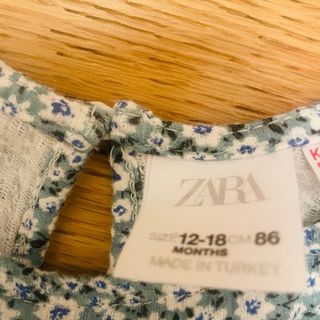 ZARA
SIZE 12-18 CM 86
MONTHS
MADE IN TURKEY
K